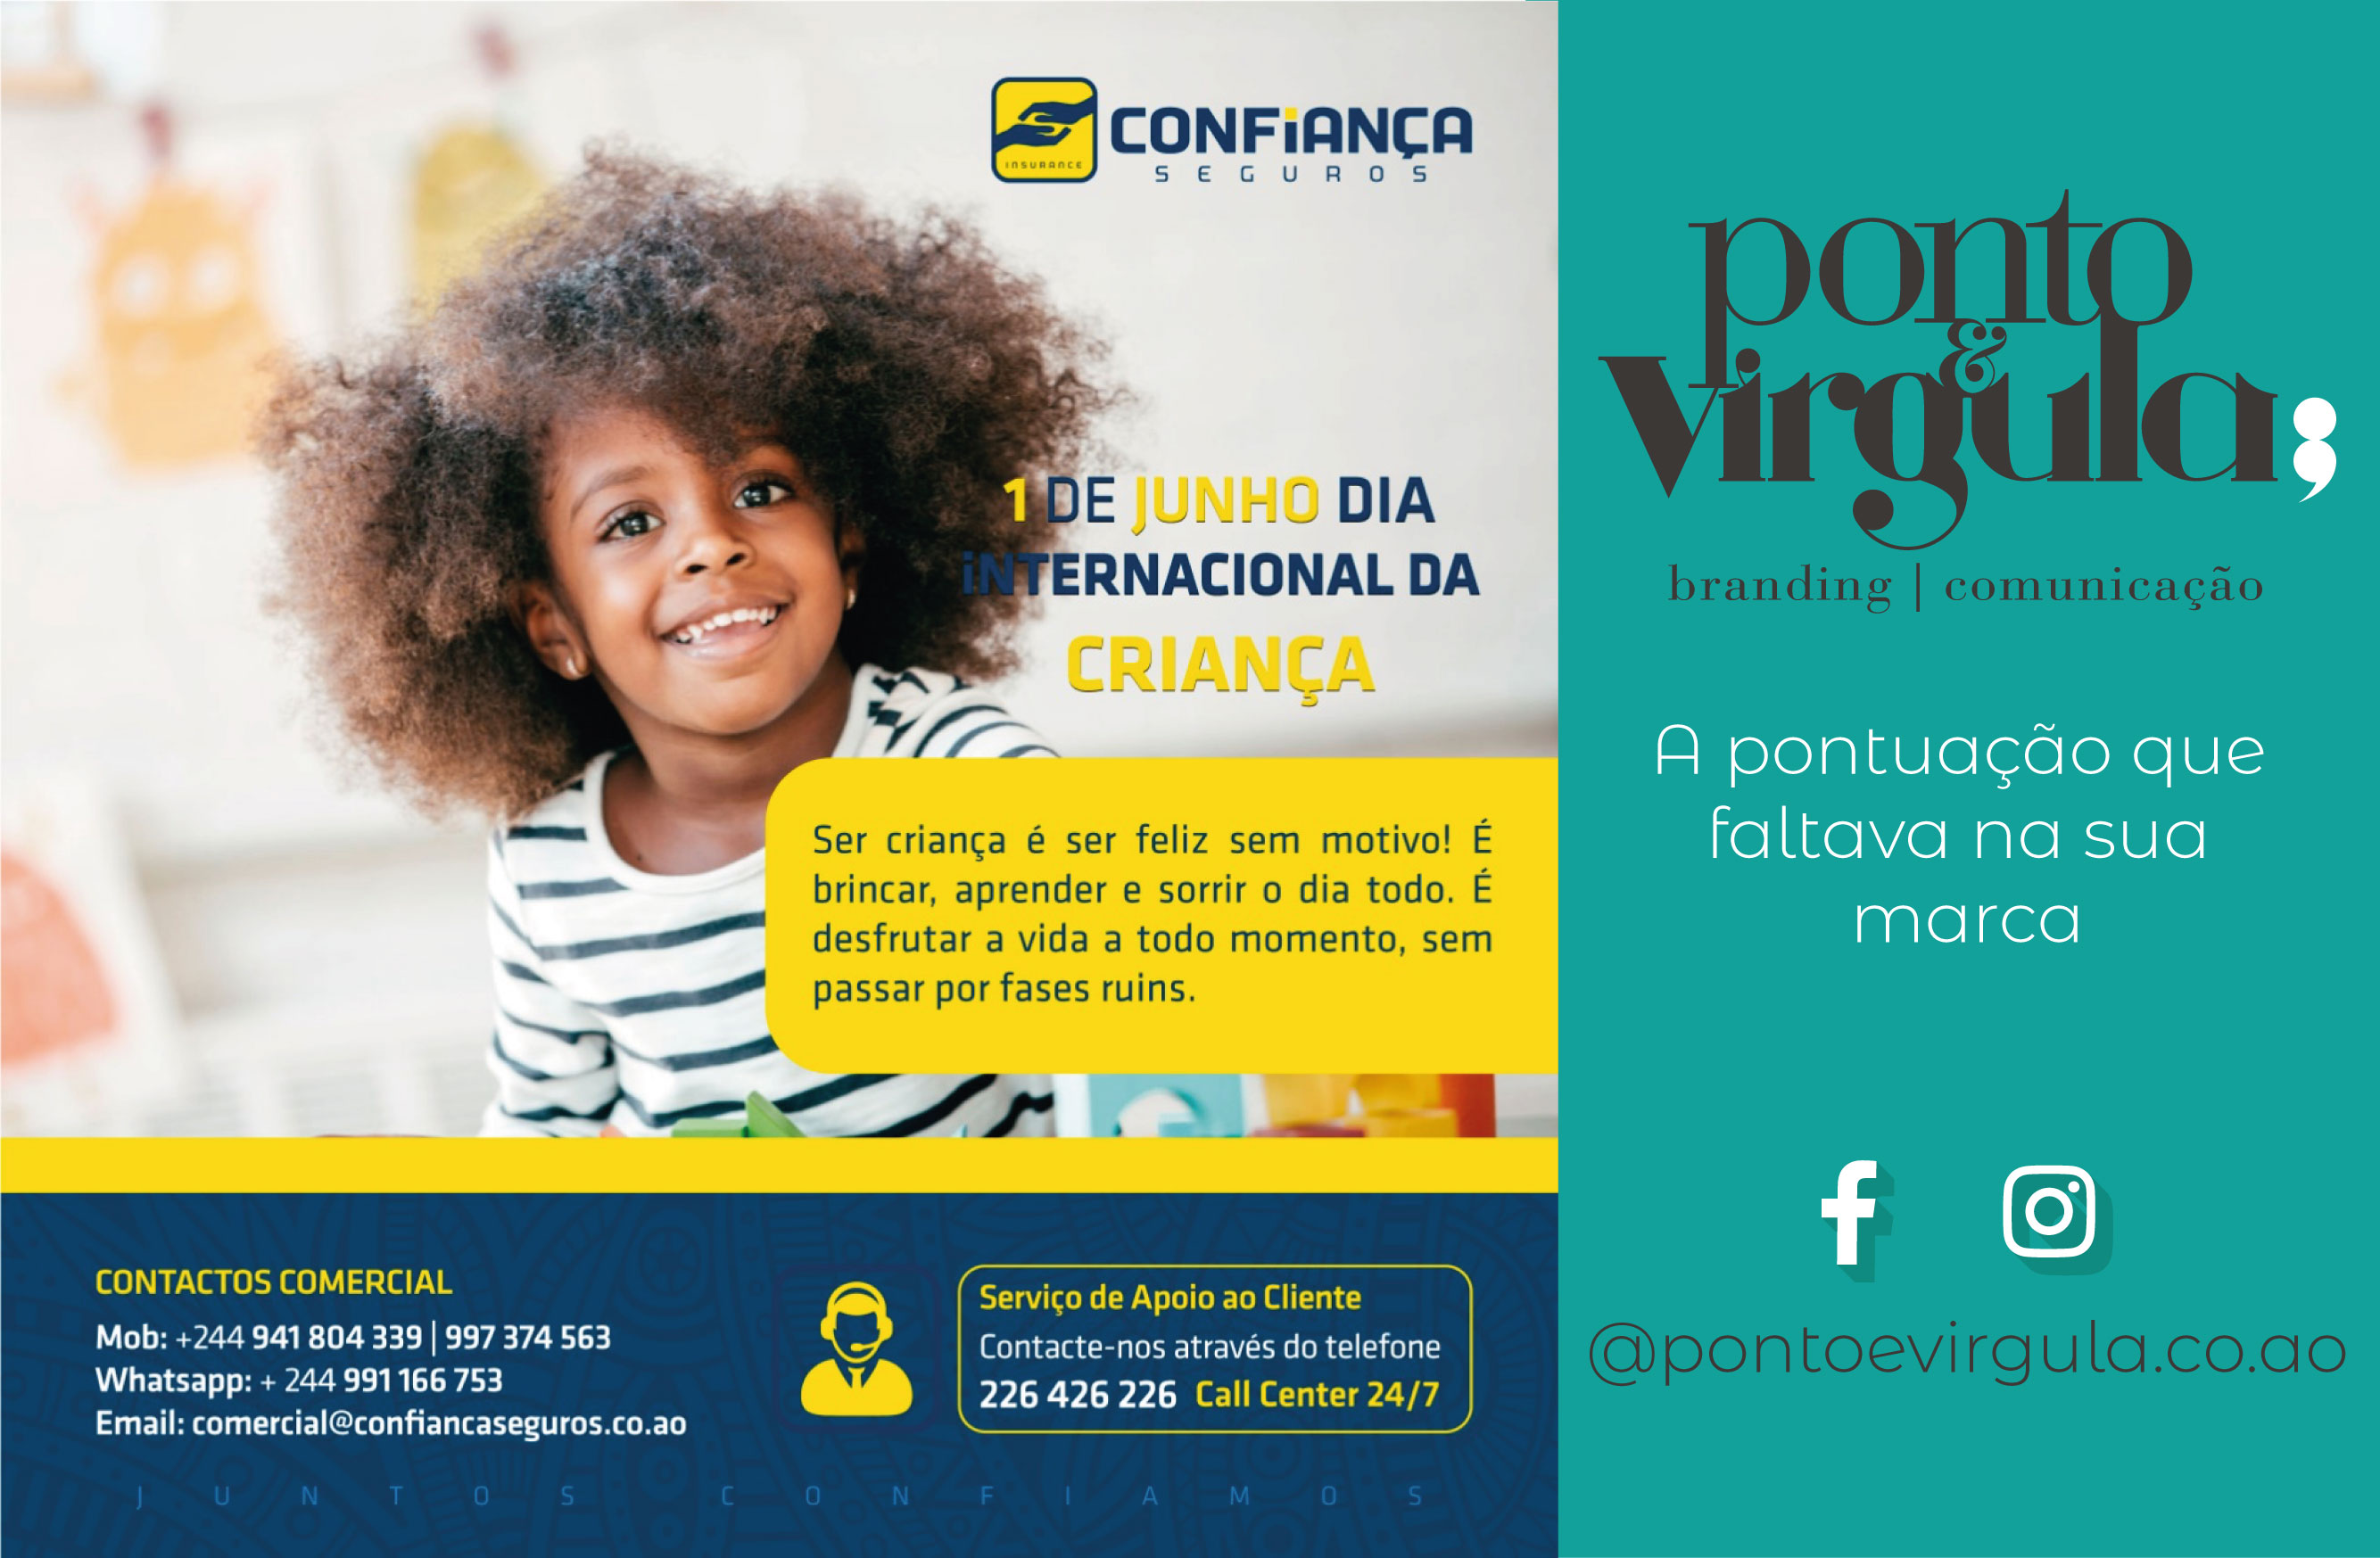 INSURANCE
CONFiANÇA
SEGUROS
1 DE JUNHO DIA
iNTERNACIONAL DA
CRIANÇA
Ser criança é ser feliz sem motivo! É
brincar, aprender e sorrir o dia todo. É
desfrutar a vida a todo momento, sem
passar por fases ruins.
CONTACTOS COMERCIAL
Mob: +244 941 804 339 | 997 374 563
Whatsapp: + 244 991 166 753
Email: comercial@confiancaseguros.co.ao
Serviço de Apoio ao Cliente
Contacte-nos através do telefone
226 426 226 Call Center 24/7
JUNTOS CONFIAMOS
ponto
&
virgula;
branding | comunicação
A pontuação que
faltava na sua
marca
@pontoevirgula.co.ao